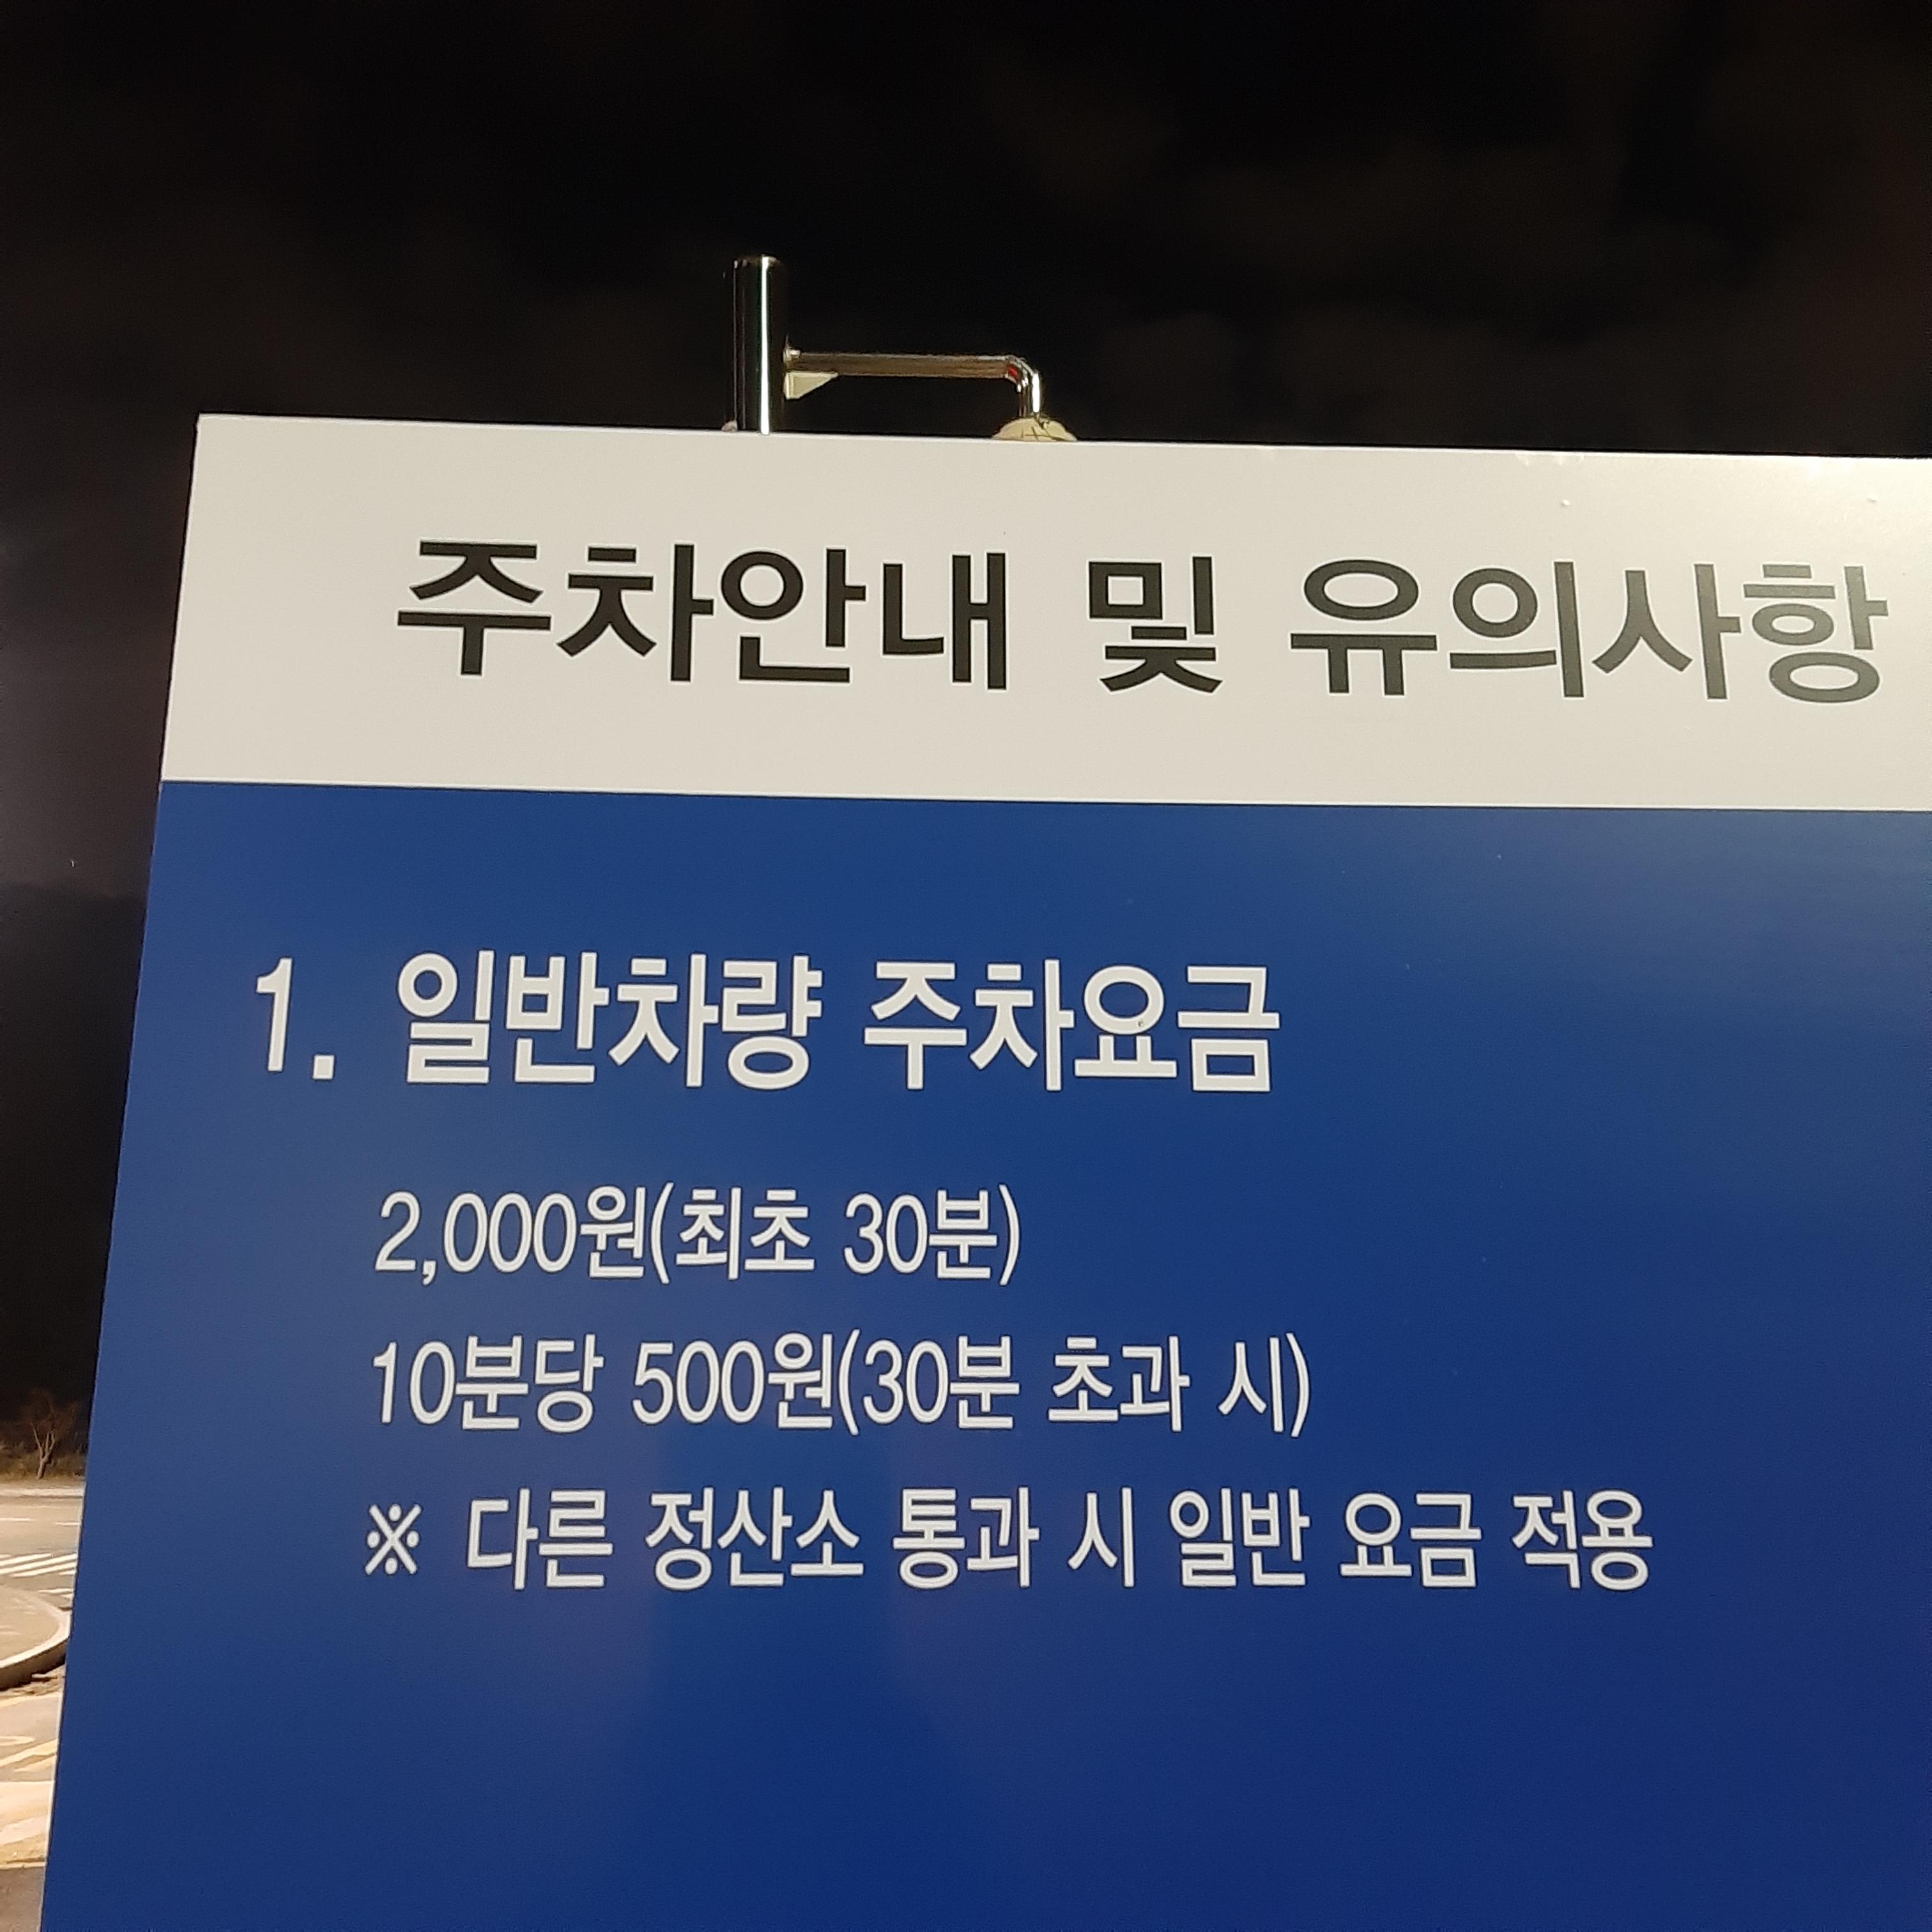 주차안내 및 유의사항
1. 일반차량 주차요금
2,000원(최초 30분)
10분당 500원(30분 초과 시)
※ 다른 정산소 통과 시 일반 요금 적용